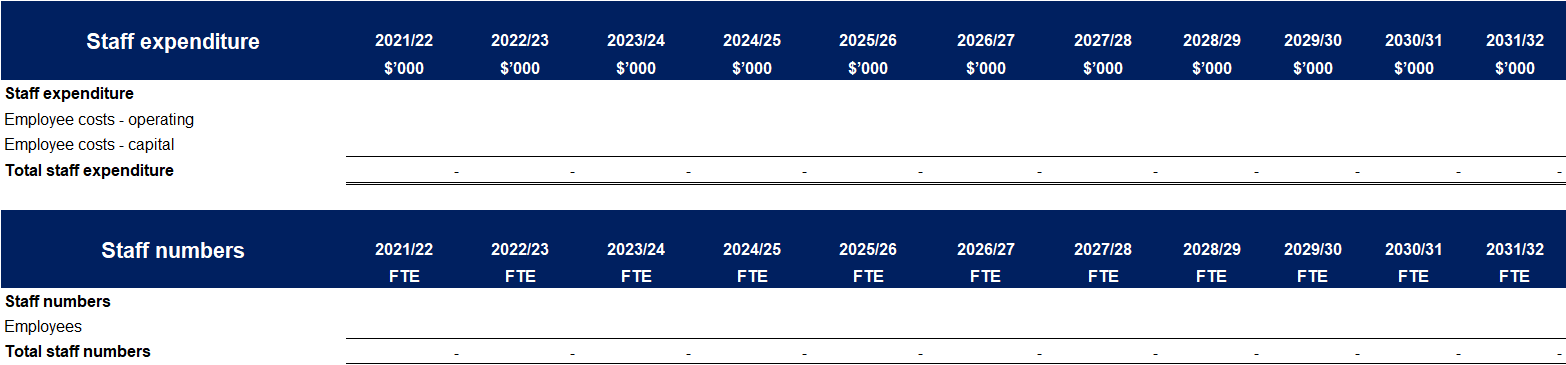 Staff expenditure 2021/22 2022/23 2023/24 2024/25 2025/26 2026/27 2027/28 2028/29 2029/30 2030/31 2031/32
$’000 $’000 $’000 $’000 $’000 $’000 $’000 $’000 $’000 $’000 $’000
Staff expenditure
Employee costs - operating
Employee costs - capital
Total staff expenditure - - - - - - - - - - -
Staff numbers 2021/22 2022/23 2023/24 2024/25 2025/26 2026/27 2027/28 2028/29 2029/30 2030/31 2031/32
FTE FTE FTE FTE FTE FTE FTE FTE FTE FTE FTE
Staff numbers
Employees
Total staff numbers - - - - - - - - - - -